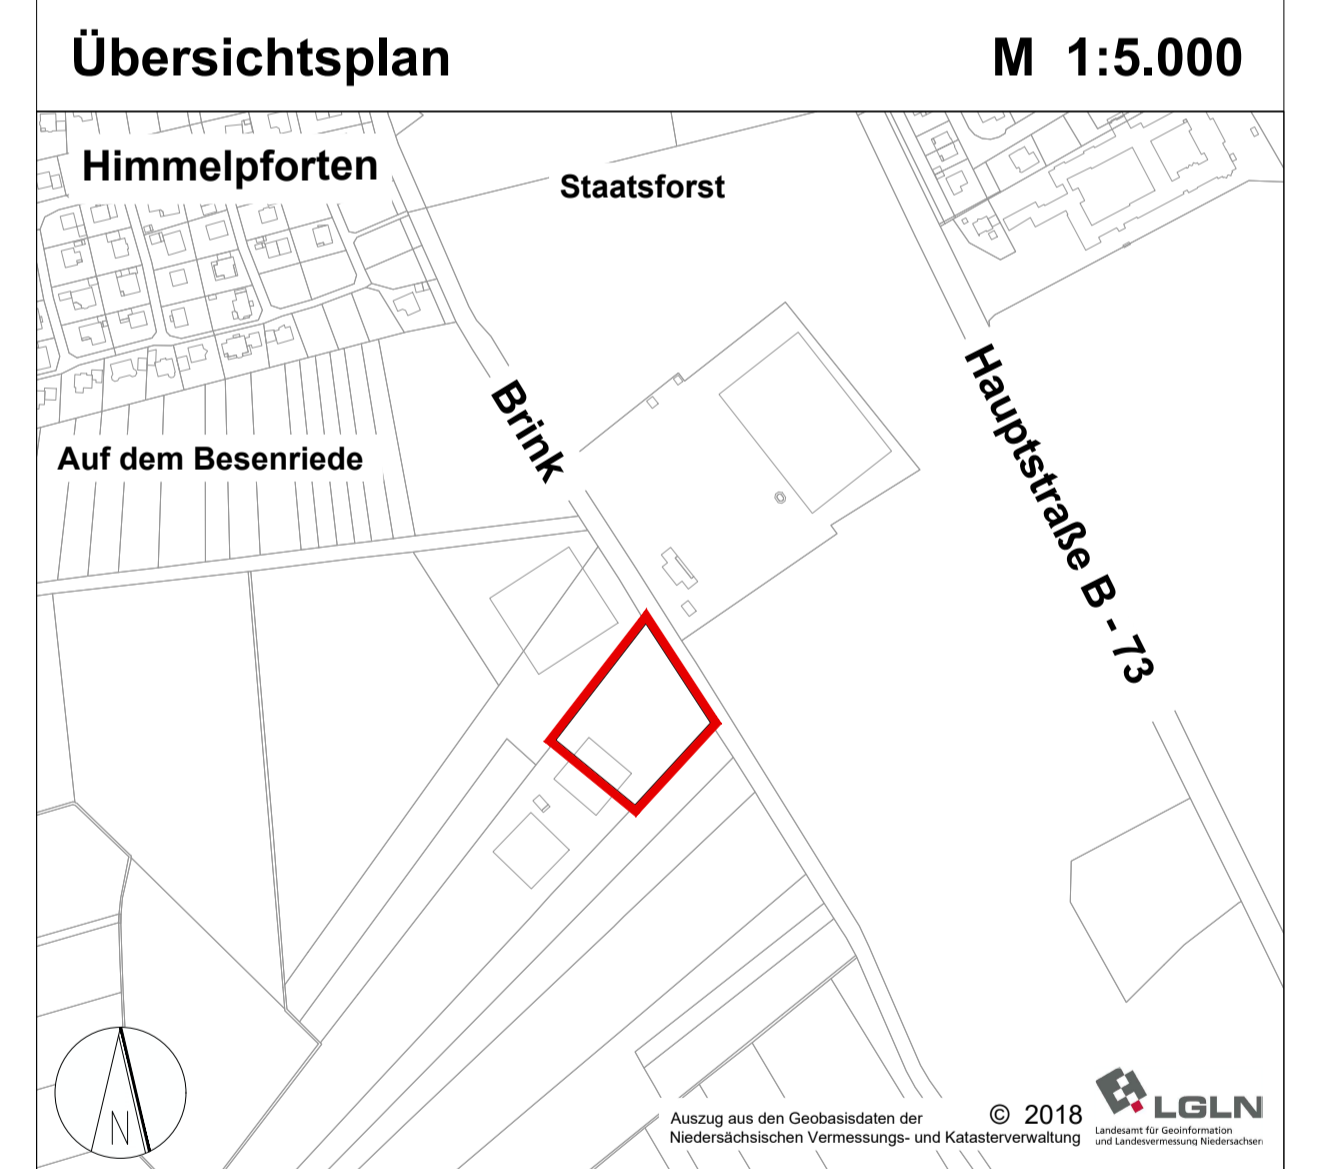 Übersichtsplan M 1:5.000
Himmelpforten
Staatsforst
Brink
Hauptstraße B - 73
Auf dem Besenriede
N
Auszug aus den Geobasisdaten der
Niedersächsischen Vermessungs- und Katasterverwaltung
© 2018
LGLN
Landesamt für Geoinformation
und Landesvermessung Niedersachsen